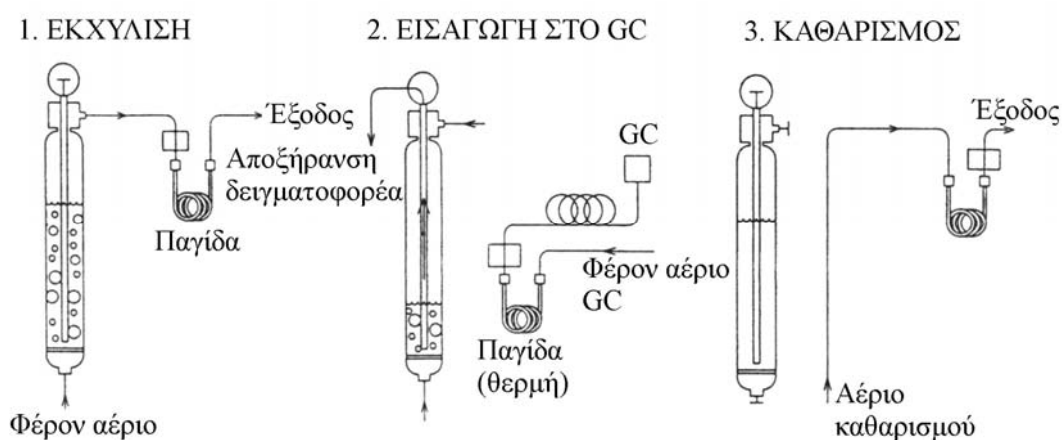 1. ΕΚΧΥΛΙΣΗ
2. ΕΙΣΑΓΩΓΗ ΣΤΟ GC
3. ΚΑΘΑΡΙΣΜΟΣ
Έξοδος
Παγίδα
Φέρον αέριο
Αποξήρανση
δειγματοφορέα
GC
Φέρον αέριο
GC
Παγίδα
(θερμή)
Έξοδος
Αέριο
καθαρισμού